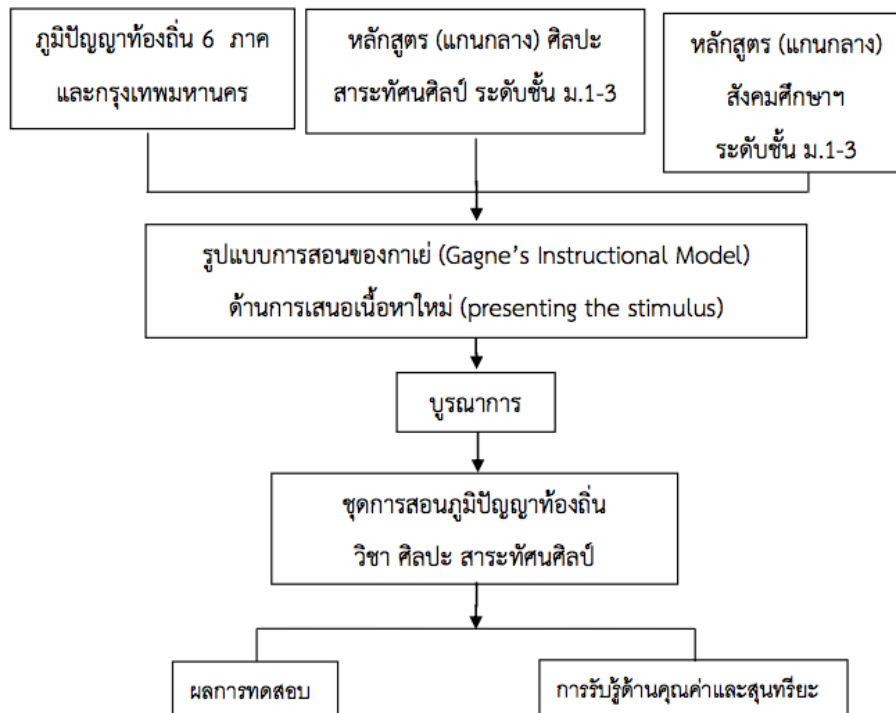 ภูมิปัญญาท้องถิ่น 6 ภาค
และกรุงเทพมหานคร
หลักสูตร (แกนกลาง) ศิลปะ
สาระทัศนศิลป์ ระดับชั้น ม.1-3
หลักสูตร (แกนกลาง)
สังคมศึกษาฯ
ระดับชั้น ม.1-3
รูปแบบการสอนของกาเย่ (Gagne's Instructional Model)
ด้านการเสนอเนื้อหาใหม่ (presenting the stimulus)
บูรณาการ
ชุดการสอนภูมิปัญญาท้องถิ่น
วิชา ศิลปะ สาระทัศนศิลป์
ผลการทดสอบ
การรับรู้ด้านคุณค่าและสุนทรียะ